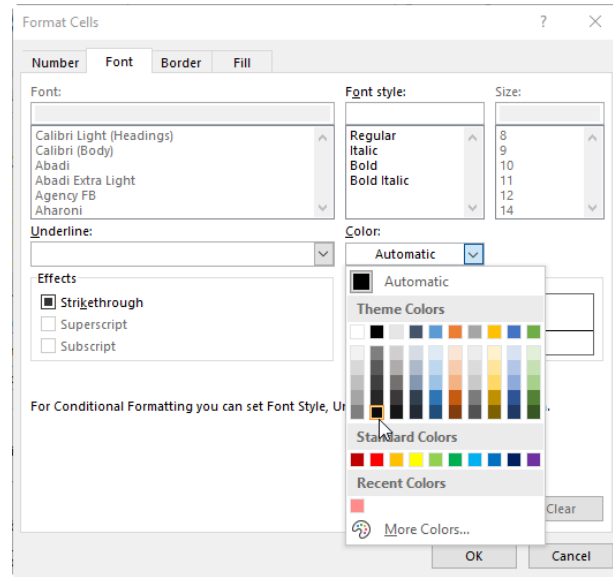 Format Cells ? ×
Number Font Border Fill
Font: Font style: Size:
Calibri Light (Headings) Regular 8
Calibri (Body) Italic 9
Abadi Bold 10
Abadi Extra Light Bold Italic 11
Agency FB 12
Aharoni 14
Underline: Color:
Automatic
Effects Automatic
Strikethrough Theme Colors
Superscript
Subscript
For Conditional Formatting you can set Font Style,
Standard Colors
Recent Colors
Clear
More Colors...
OK Cancel